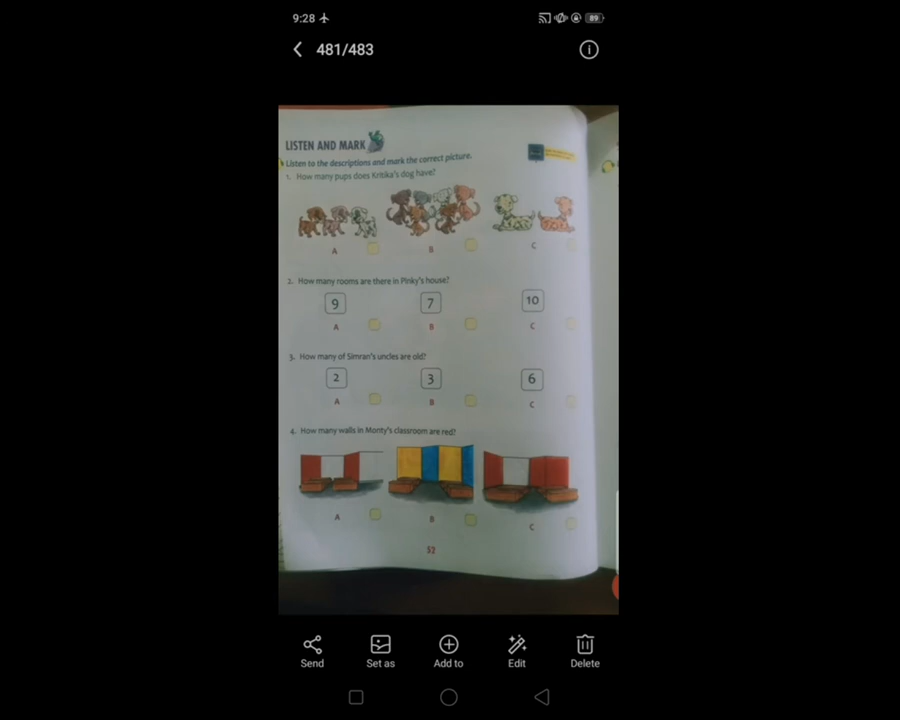 9:28
89
481/483
LISTEN AND MARK
Listen to the descriptions and mark the correct picture.
1. How many pups does Kritika's dog have?
A B C
2. How many rooms are there in Pinky's house?
9 7 10
A B C
3. How many of Simran's uncles are old?
2 3 6
A B C
4. How many walls in Monty's classroom are red?
A B C
52
Send Set as Add to Edit Delete